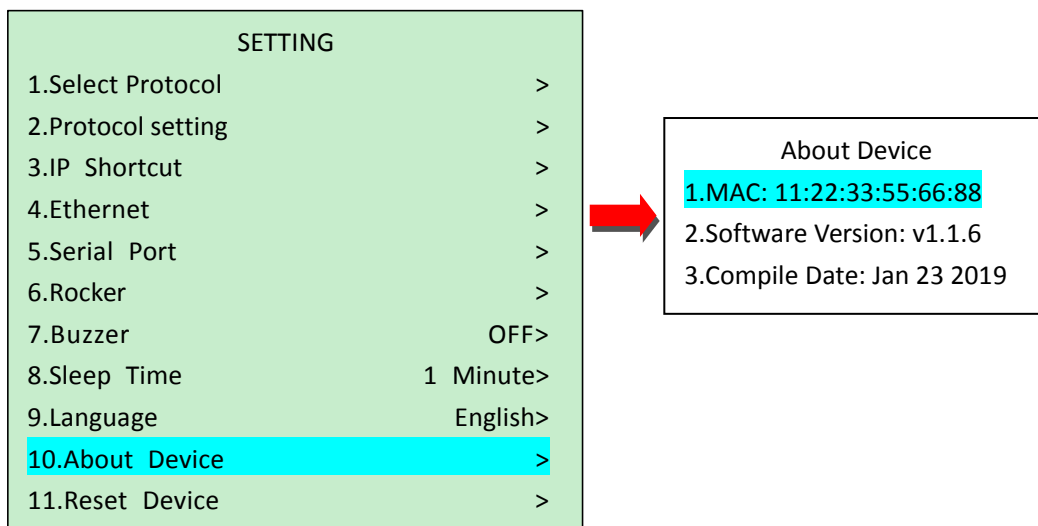 SETTING
1.Select Protocol >
2.Protocol setting >
3.IP Shortcut >
4.Ethernet >
5.Serial Port >
6.Rocker >
7.Buzzer OFF>
8.Sleep Time 1 Minute>
9.Language English>
10.About Device >
11.Reset Device >
About Device
1.MAC: 11:22:33:55:66:88
2.Software Version: v1.1.6
3.Compile Date: Jan 23 2019